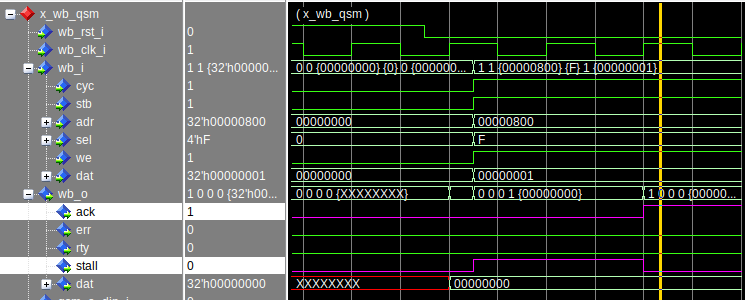 x_wb_qsm ( x_wb_qsm )
wb_rst_i 0
wb_clk_i 1
wb_i 1 1 {32'h00000... 0 0 {00000000} {0} 0 {000000... 1 1 {00000800} {F} 1 {00000001}
cyc 1
stb 1
adr 32'h00000800 00000000 00000800
sel 4'hF 0 F
we 1
dat 32'h00000001 00000000 00000001
wb_o 1 0 0 0 {32'h00... 0 0 0 0 {XXXXXXXX} 0 0 0 1 {00000000} 1 0 0 0 {00000...
ack 1
err 0
rty 0
stall 0
dat 32'h00000000 XXXXXXXX 00000000